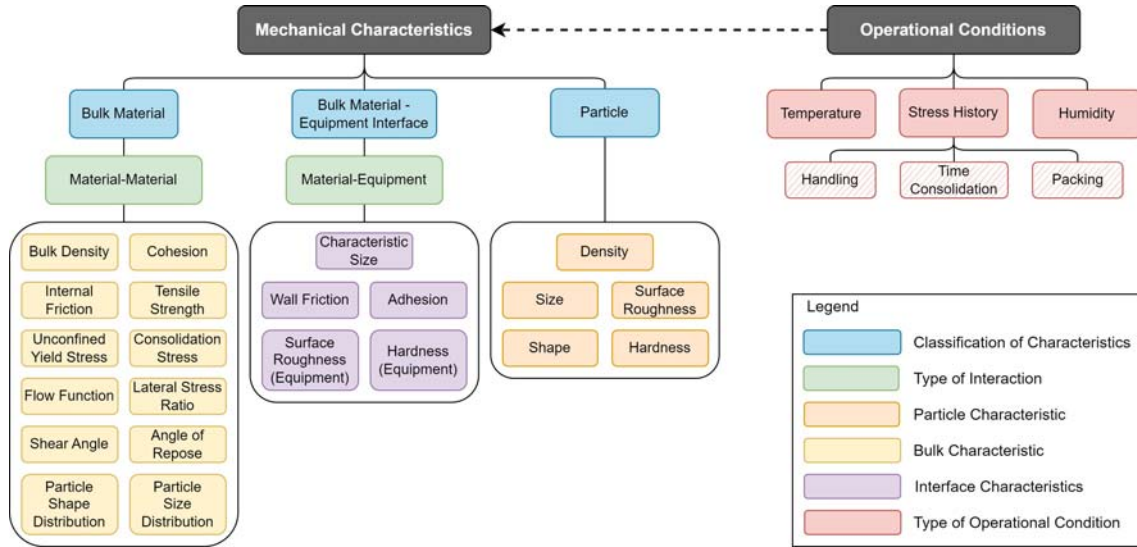 Mechanical Characteristics
Operational Conditions
Bulk Material
Bulk Material -
Equipment Interface
Particle
Temperature
Stress History
Humidity
Material-Material
Material-Equipment
Handling
Time
Consolidation
Packing
Bulk Density
Cohesion
Internal
Friction
Tensile
Strength
Unconfined
Yield Stress
Consolidation
Stress
Flow Function
Lateral Stress
Ratio
Shear Angle
Angle of
Repose
Particle
Shape
Distribution
Particle
Size
Distribution
Characteristic
Size
Wall Friction
Adhesion
Surface
Roughness
(Equipment)
Hardness
(Equipment)
Density
Size
Surface
Roughness
Shape
Hardness
Legend
Classification of Characteristics
Type of Interaction
Particle Characteristic
Bulk Characteristic
Interface Characteristics
Type of Operational Condition